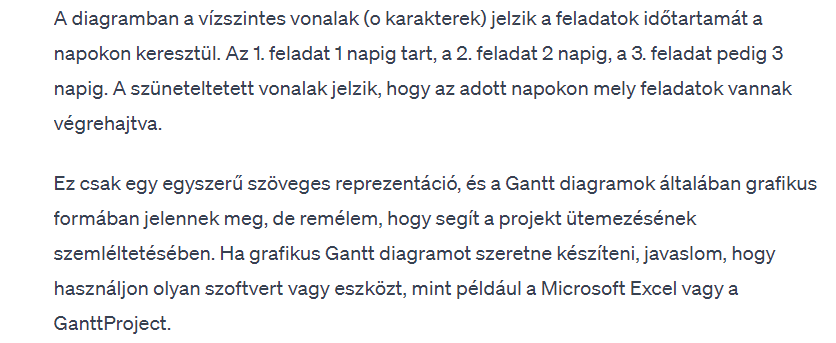 A diagramban a vízszintes vonalak (o karakterek) jelzik a feladatok időtartamát a
napokon keresztül. Az 1. feladat 1 napig tart, a 2. feladat 2 napig, a 3. feladat pedig 3
napig. A szüneteltetett vonalak jelzik, hogy az adott napokon mely feladatok vannak
végrehajtva.
Ez csak egy egyszerű szöveges reprezentáció, és a Gantt diagramok általában grafikus
formában jelennek meg, de remélem, hogy segít a projekt ütemezésének
szemléltetésében. Ha grafikus Gantt diagramot szeretne készíteni, javaslom, hogy
használjon olyan szoftvert vagy eszközt, mint például a Microsoft Excel vagy a
GanttProject.